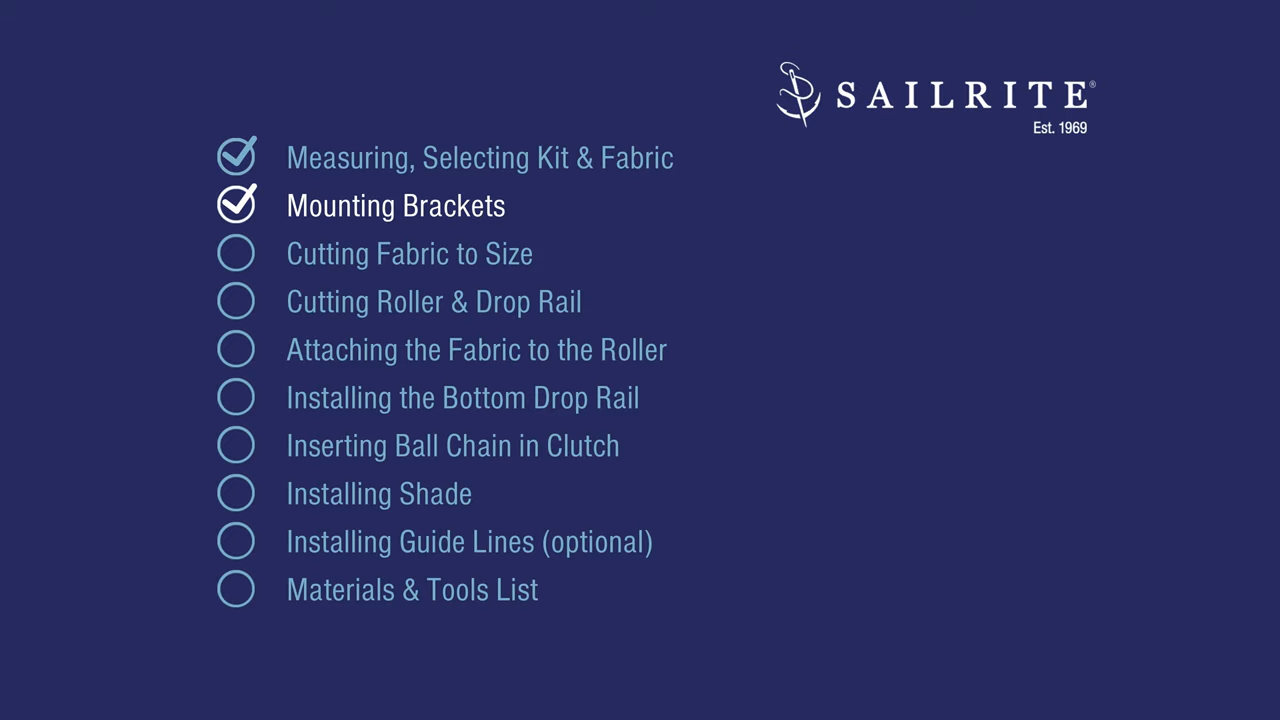 SAILRITE®
Est. 1969
Measuring, Selecting Kit & Fabric
Mounting Brackets
Cutting Fabric to Size
Cutting Roller & Drop Rail
Attaching the Fabric to the Roller
Installing the Bottom Drop Rail
Inserting Ball Chain in Clutch
Installing Shade
Installing Guide Lines (optional)
Materials & Tools List